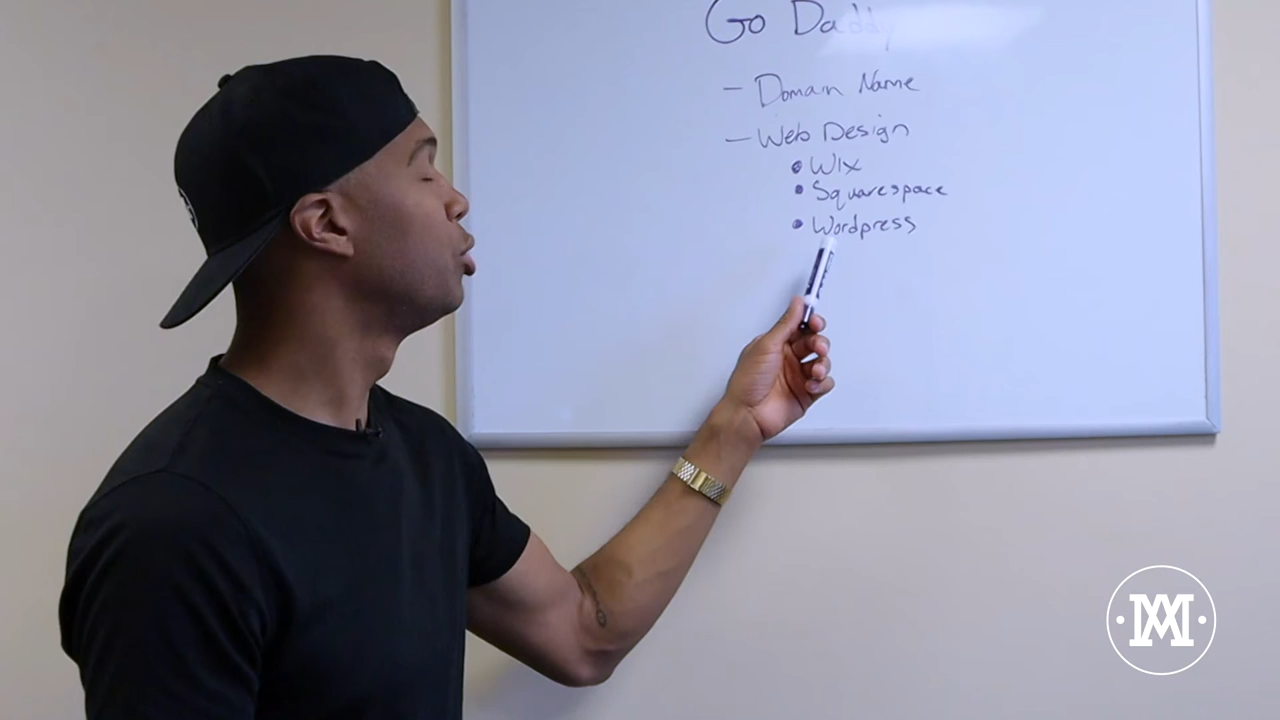 Go Daddy
– Domain Name
– Web Design
• Wix
• Squarespace
• Wordpress